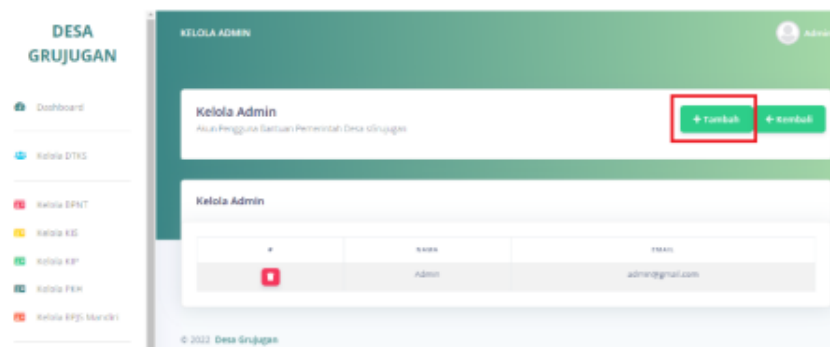 DESA
GRUJUGAN
Dashboard
Kelola DTKS
Kelola BPNT
Kelola KIS
Kelola KIP
Kelola PKH
Kelola BPJS Mandiri
KELOLA ADMIN
Admin
Kelola Admin
Akun Pengguna Bantuan Pemerintah Desa
+ Tambah
← Kembali
Kelola Admin
# NAMA EMAIL
Admin admin@gmail.com
© 2022 Desa Grujugan